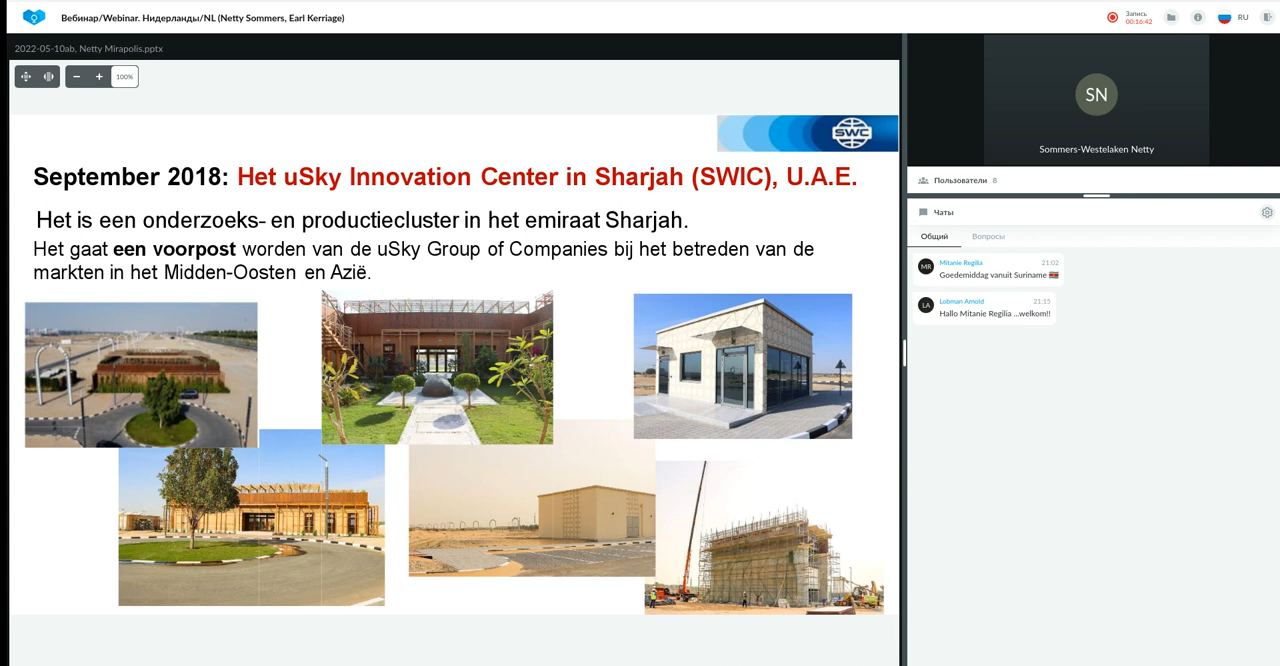 Вебинар/Webinar. Нидерланды/NL (Netty Sommers, Earl Kerriage)
Запись
00:16:42
RU
2022-05-10ab, Netty Mirapolis.pptx
100%
SWC
September 2018: Het uSky Innovation Center in Sharjah (SWIC), U.A.E.
Het is een onderzoeks- en productiecluster in het emiraat Sharjah.
Het gaat een voorpost worden van de uSky Group of Companies bij het betreden van de
markten in het Midden-Oosten en Azië.
SN
Sommers-Westelaken Netty
Пользователи 8
Чаты
Общий Вопросы
MR
Mitanie Regilia 21:02
Goedemiddag vanuit Suriname 🇸🇷
LA
Lobman Arnold 21:15
Hallo Mitanie Regilia ...welkom!!